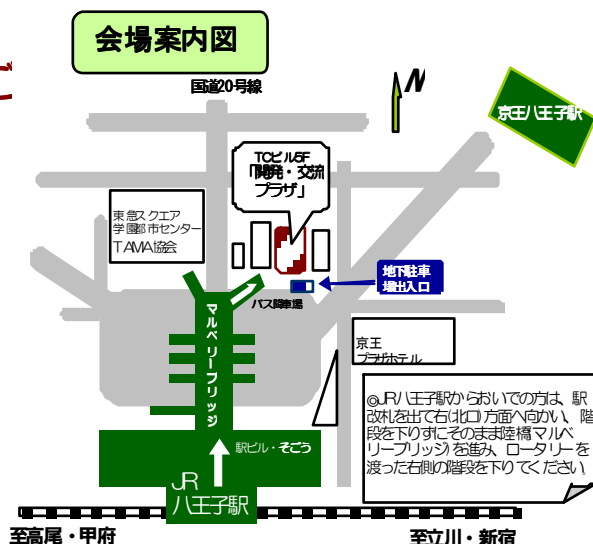 会場案内図
国道20号線
N
京王八王子駅
TCビル5F
「開発・交流
プラザ」
東急スクエア
学園都市センター
TAMA協会
地下駐車
場出入口
バス降車場
マルベリーブリッジ
京王
プラザホテル
◎JR八王子駅からおいでの方は、駅
改札を出て右(北口)方面へ向かい、階
段を下りずにそのまま陸橋マルベ
リーブリッジ)を進み、ロータリーを
渡った右側の階段を下りてください
駅ビル・そごう
JR
八王子駅
至高尾・甲府
至立川・新宿